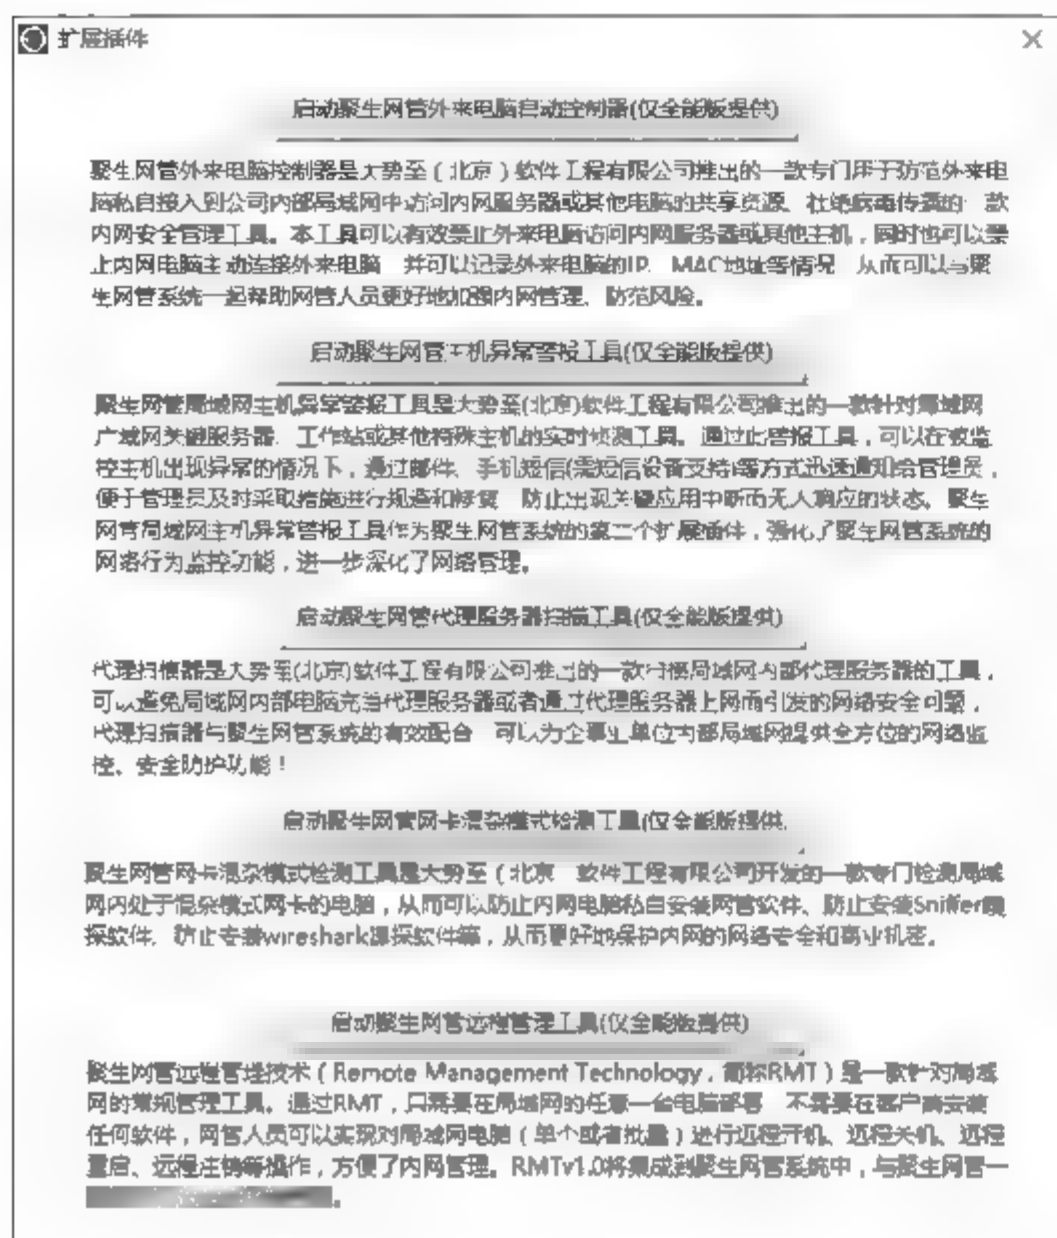 扩展插件
启动聚生网管外来电脑自动控制器(仅全能版提供)
聚生网管外来电脑控制器是大势至(北京)软件工程有限公司推出的一款专门用于防范外来电
脑私自接入到公司内部局域网中访问内网服务器或其他电脑的共享资源、杜绝病毒传播的一款
内网安全管理工具。本工具可以有效禁止外来电脑访问内网服务器或其他主机，同时也可以禁
止内网电脑主动连接外来电脑 并可以记录外来电脑的IP、MAC地址等情况 从而可以与聚
生网管系统一起帮助网管人员更好地加强内网管理、防范风险。
启动聚生网管主机异常警报工具(仅全能版提供)
聚生网管局域网主机异常警报工具是大势至(北京)软件工程有限公司推出的一款针对局域网
广域网关键服务器、工作站或其他特殊主机的实时侦测工具。通过此警报工具，可以在被监
控主机出现异常的情况下，通过邮件、手机短信(需短信设备支持)等方式迅速通知给管理员，
便于管理员及时采取措施进行规避和修复 防止出现关键应用中断而无人响应的状态。聚生
网管局域网主机异常警报工具作为聚生网管系统的第二个扩展插件，强化了聚生网管系统的
网络行为监控功能，进一步深化了网络管理。
启动聚生网管代理服务器扫描工具(仅全能版提供)
代理扫描器是大势至(北京)软件工程有限公司推出的一款扫描局域网内部代理服务器的工具，
可以避免局域网内部电脑充当代理服务器或者通过代理服务器上网而引发的网络安全问题，
代理扫描器与聚生网管系统的有效配合 可以为企事业单位内部局域网提供全方位的网络监
控、安全防护功能！
启动聚生网管网卡混杂模式检测工具(仅全能版提供
聚生网管网卡混杂模式检测工具是大势至(北京 软件工程有限公司开发的一款专门检测局域
网内处于混杂模式网卡的电脑，从而可以防止内网电脑私自安装网管软件、防止安装Sniffer嗅
探软件、防止安装wireshark嗅探软件等，从而更好地保护内网的网络安全和商业机密。
启动聚生网管远程管理工具(仅全能版提供)
聚生网管远程管理技术(Remote Management Technology，简称RMT)是一款针对局域
网的常规管理工具。通过RMT，只需要在局域网的任意一台电脑部署 不需要在客户端安装
任何软件，网管人员可以实现对局域网电脑(单个或者批量)进行远程开机、远程关机、远程
重启、远程注销等操作，方便了内网管理。RMTv1.0将集成到聚生网管系统中，与聚生网管一